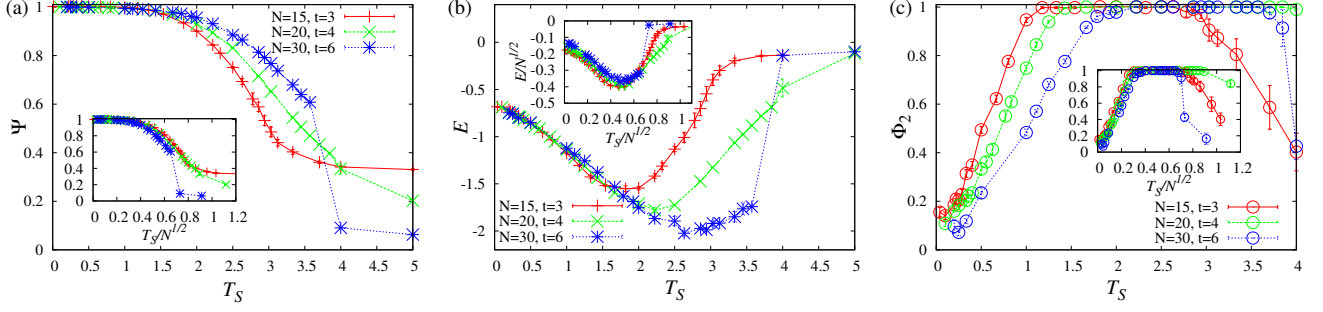 (a)
1
0.8
0.6
0.4
0.2
0
Ψ
N=15, t=3
N=20, t=4
N=30, t=6
1
0.8
0.6
0.4
0.2
0
0 0.2 0.4 0.6 0.8 1 1.2
T_S/N^{1/2}
0 0.5 1 1.5 2 2.5 3 3.5 4 4.5 5
T_S
(b)
0
-0.5
-1
-1.5
-2
E
0
-0.1
-0.2
-0.3
-0.4
-0.5
E/N^{1/2}
0 0.2 0.4 0.6 0.8 1
T_S/N^{1/2}
N=15, t=3
N=20, t=4
N=30, t=6
0 0.5 1 1.5 2 2.5 3 3.5 4 4.5 5
T_S
(c)
1
0.8
0.6
0.4
0.2
0
Φ_2
1
0.8
0.6
0.4
0.2
0
0 0.2 0.4 0.6 0.8 1 1.2
T_S/N^{1/2}
N=15, t=3
N=20, t=4
N=30, t=6
0 0.5 1 1.5 2 2.5 3 3.5 4
T_S